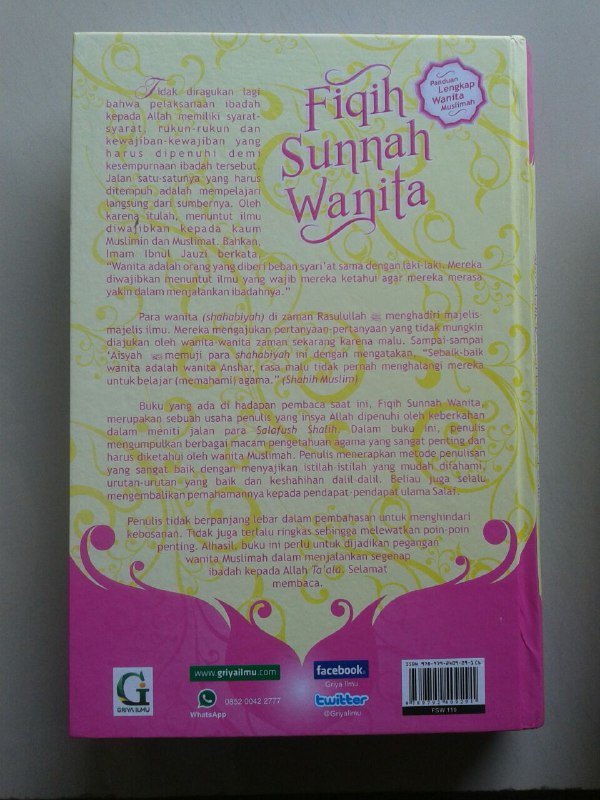 Tidak diragukan lagi
bahwa pelaksanaan ibadah
kepada Allah memiliki syarat-
syarat, rukun-rukun dan
kewajiban-kewajiban yang
harus dipenuhi demi
kesempurnaan ibadah tersebut.
Jalan satu-satunya yang harus
ditempuh adalah mempelajari
langsung dari sumbernya. Oleh
karena itulah, menuntut ilmu
diwajibkan kepada kaum
Muslimin dan Muslimat. Bahkan,
Imam Ibnul Jauzi berkata,
Fiqih
Sunnah
Wanita
Panduan
Lengkap
Wanita
Muslimah
"Wanita adalah orang yang diberi beban syari'at sama dengan laki-laki. Mereka
diwajibkan menuntut ilmu yang wajib mereka ketahui agar mereka merasa
yakin dalam menjalankan ibadahnya."
Para wanita (shahabiyah) di zaman Rasulullah ﷺ menghadiri majelis-
majelis ilmu. Mereka mengajukan pertanyaan-pertanyaan yang tidak mungkin
diajukan oleh wanita-wanita zaman sekarang karena malu. Sampai-sampai
'Aisyah memuji para shahabiyah ini dengan mengatakan, "Sebaik-baik
wanita adalah wanita Anshar, rasa malu tidak pernah menghalangi mereka
untuk belajar (memahami) agama." (Shahih Muslim)
Buku yang ada di hadapan pembaca saat ini, Fiqih Sunnah Wanita,
merupakan sebuah usaha penulis yang insya Allah dipenuhi oleh keberkahan
dalam meniti jalan para Salafush Shalih. Dalam buku ini, penulis
mengumpulkan berbagai macam pengetahuan agama yang sangat penting dan
harus diketahui oleh wanita Muslimah. Penulis menerapkan metode penulisan
yang sangat baik dengan menyajikan istilah-istilah yang mudah difahami,
urutan-urutan yang baik dan keshahihan dalil-dalil. Beliau juga selalu
mengembalikan pemahamannya kepada pendapat-pendapat ulama Salaf.
Penulis tidak berpanjang lebar dalam pembahasan untuk menghindari
kebosanan. Tidak juga terlalu ringkas sehingga melewatkan poin-poin
penting. Alhasil, buku ini perlu untuk dijadikan pegangan
wanita Muslimah dalam menjalankan segenap
ibadah kepada Allah Ta'ala. Selamat
membaca.
GRIYA ILMU
www.griyailmu.com
WhatsApp
0852 0042 2777
facebook.
Griya Ilmu
twitter
@GriyaIlmu
FSW 119